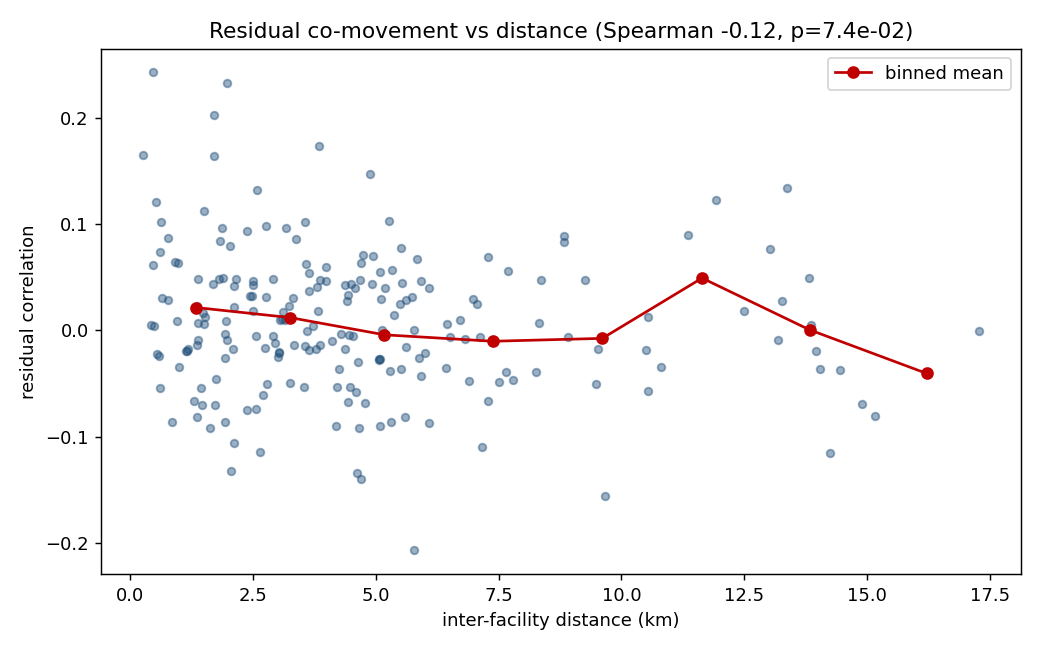 Residual co-movement vs distance (Spearman -0.12, p=7.4e-02)
binned mean
residual correlation
0.2
0.1
0.0
−0.1
−0.2
0.0 2.5 5.0 7.5 10.0 12.5 15.0 17.5
inter-facility distance (km)